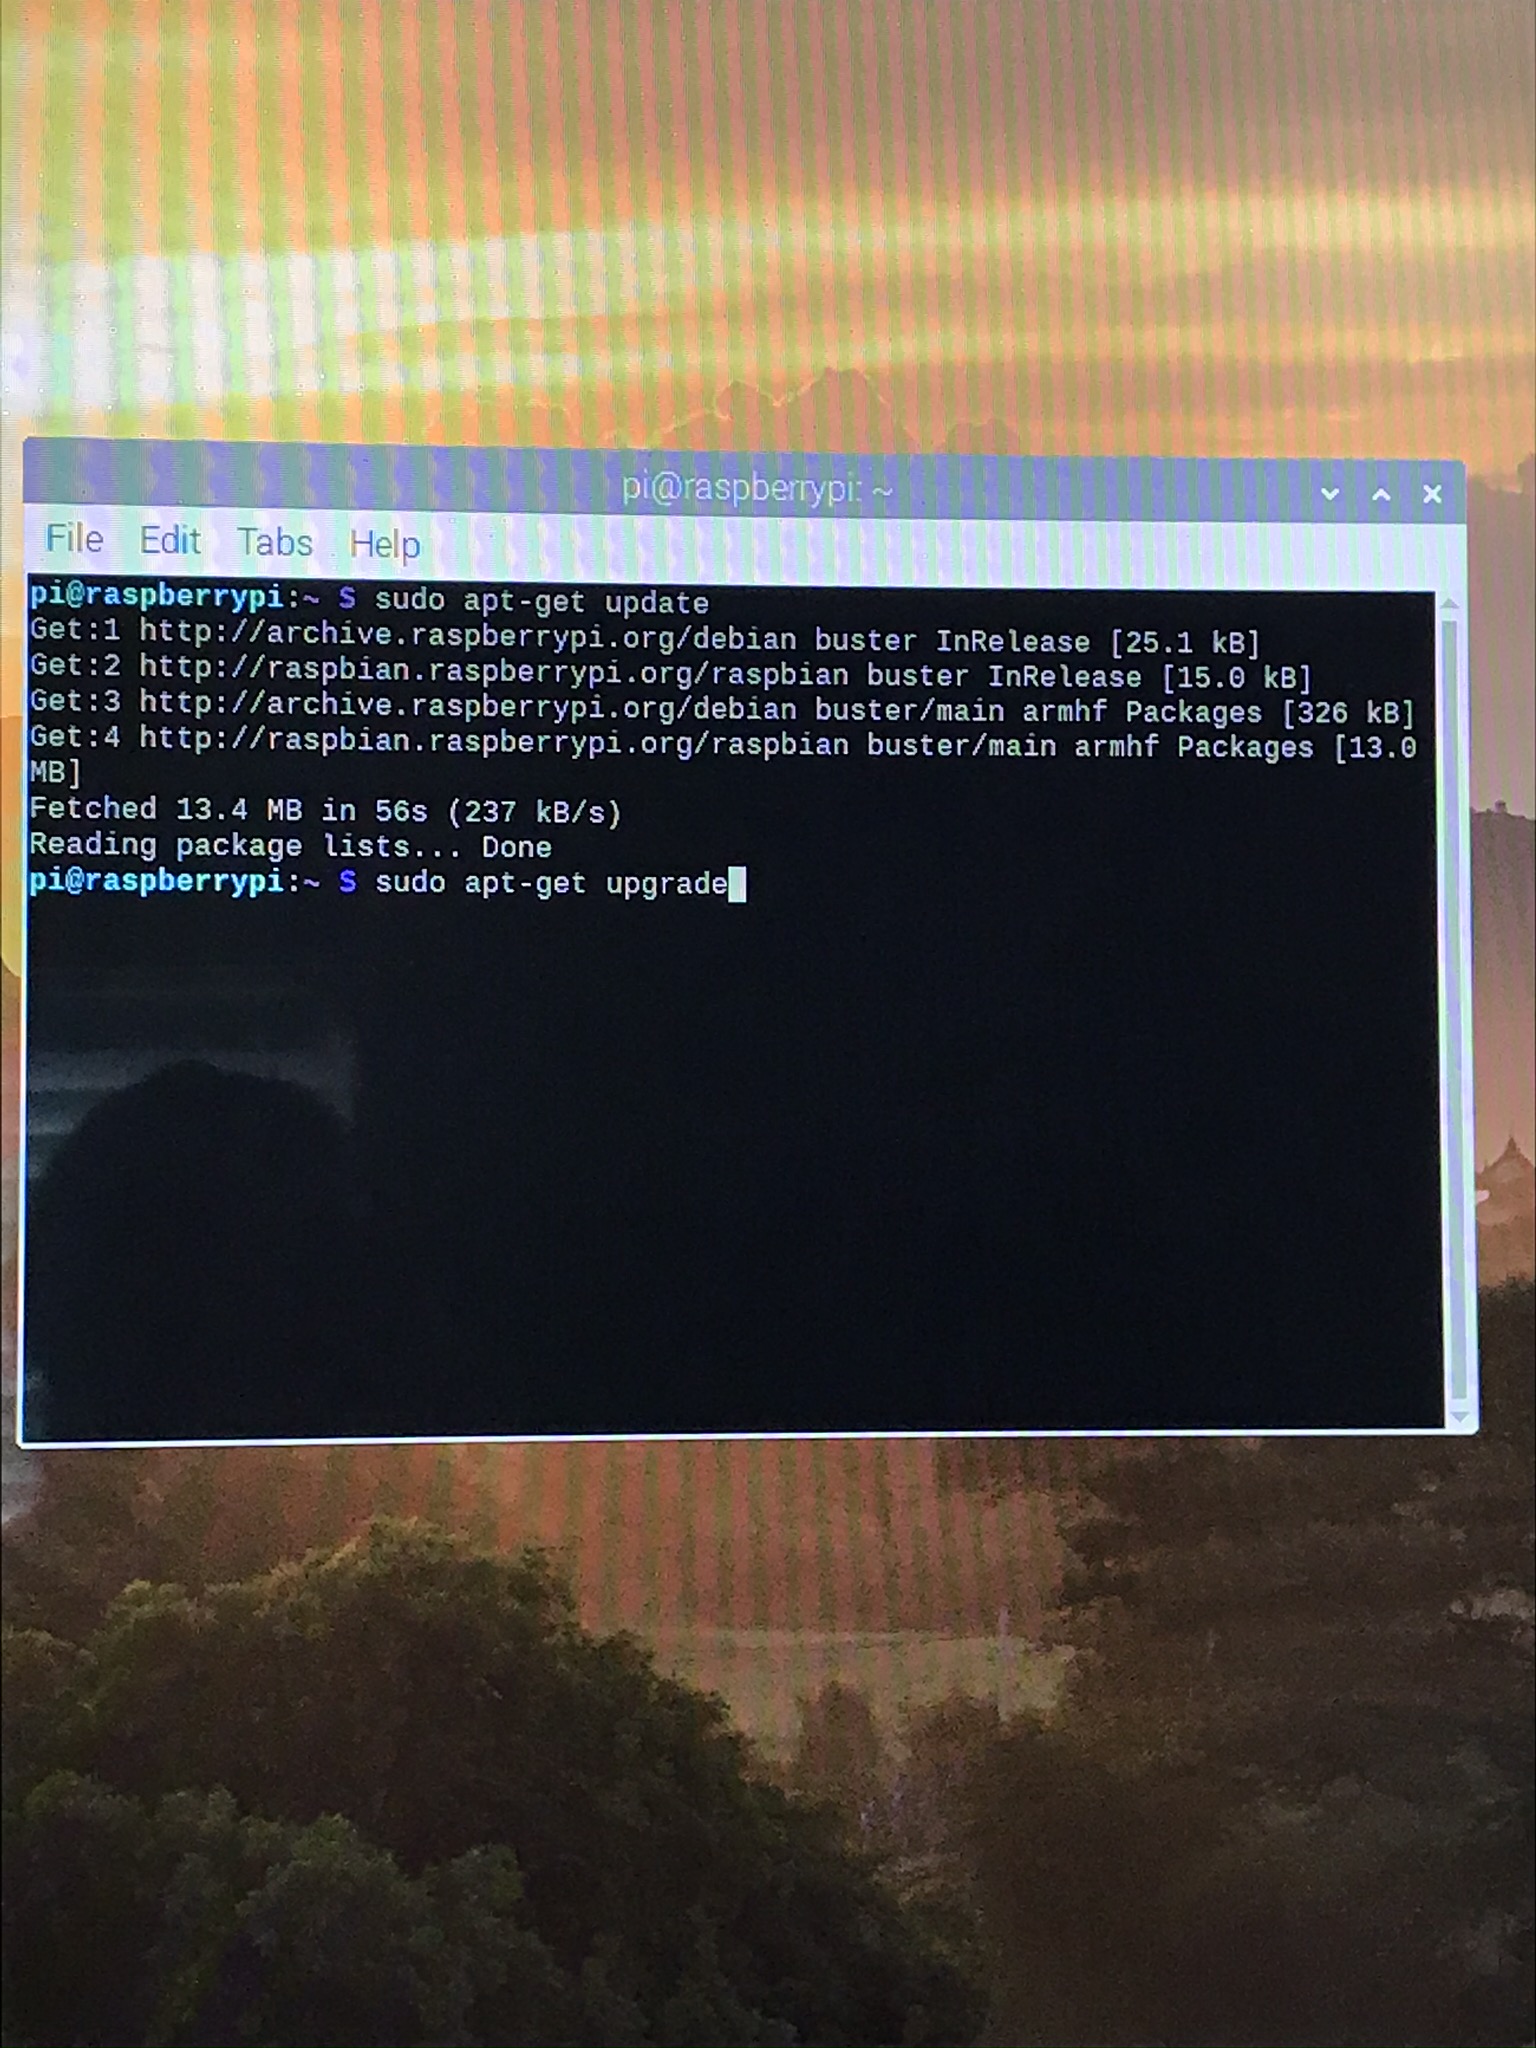 pi@raspberrypi: ~
File Edit Tabs Help
pi@raspberrypi:~ $ sudo apt-get update
Get:1 http://archive.raspberrypi.org/debian buster InRelease [25.1 kB]
Get:2 http://raspbian.raspberrypi.org/raspbian buster InRelease [15.0 kB]
Get:3 http://archive.raspberrypi.org/debian buster/main armhf Packages [326 kB]
Get:4 http://raspbian.raspberrypi.org/raspbian buster/main armhf Packages [13.0
MB]
Fetched 13.4 MB in 56s (237 kB/s)
Reading package lists... Done
pi@raspberrypi:~ $ sudo apt-get upgrade